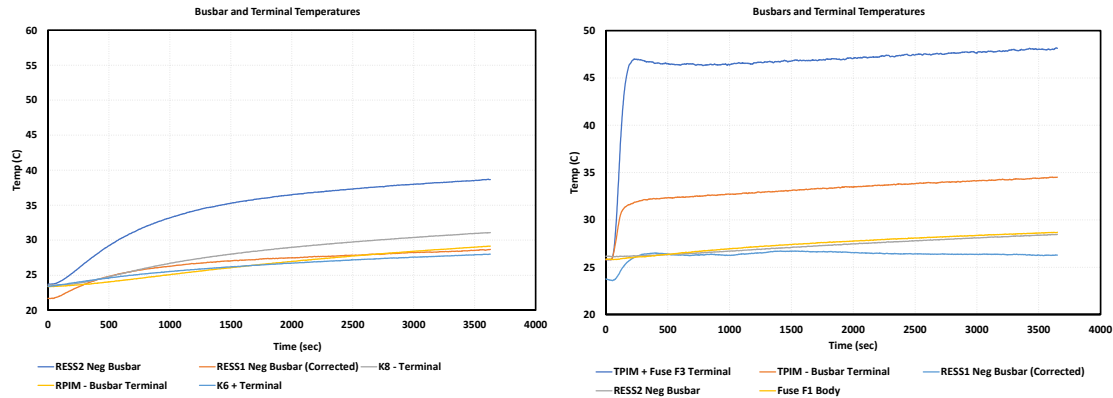 Busbar and Terminal Temperatures
60
55
50
45
40
35
30
25
20
Temp (C)
0 500 1000 1500 2000 2500 3000 3500 4000
Time (sec)
RESS2 Neg Busbar RESS1 Neg Busbar (Corrected) K8 - Terminal
RPIM - Busbar Terminal K6 + Terminal
Busbars and Terminal Temperatures
50
45
40
35
30
25
20
Temp (C)
0 500 1000 1500 2000 2500 3000 3500 4000
Time (sec)
TPIM + Fuse F3 Terminal TPIM - Busbar Terminal RESS1 Neg Busbar (Corrected)
RESS2 Neg Busbar Fuse F1 Body